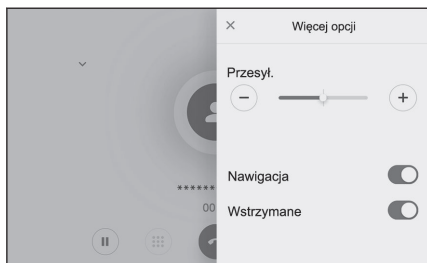 Więcej opcji
Przesył.
Nawigacja
*******
00
Wstrzymane